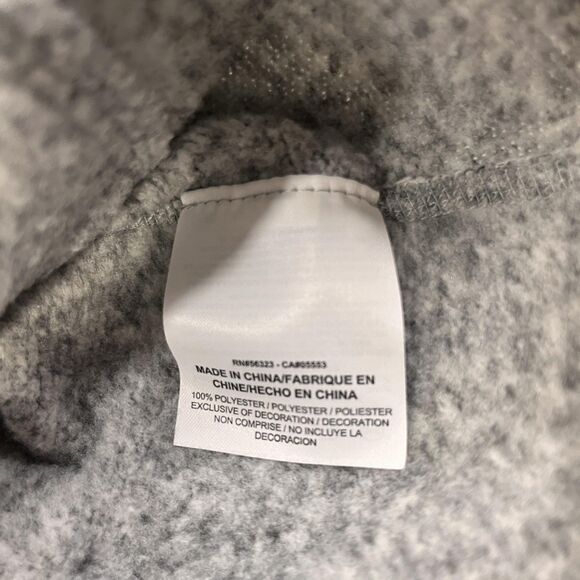 RN#56323 - CA#05553
MADE IN CHINA/FABRIQUE EN
CHINE/HECHO EN CHINA
100% POLYESTER / POLYESTER / POLIESTER
EXCLUSIVE OF DECORATION / DECORATION
NON COMPRISE / NO INCLUYE LA
DECORACION